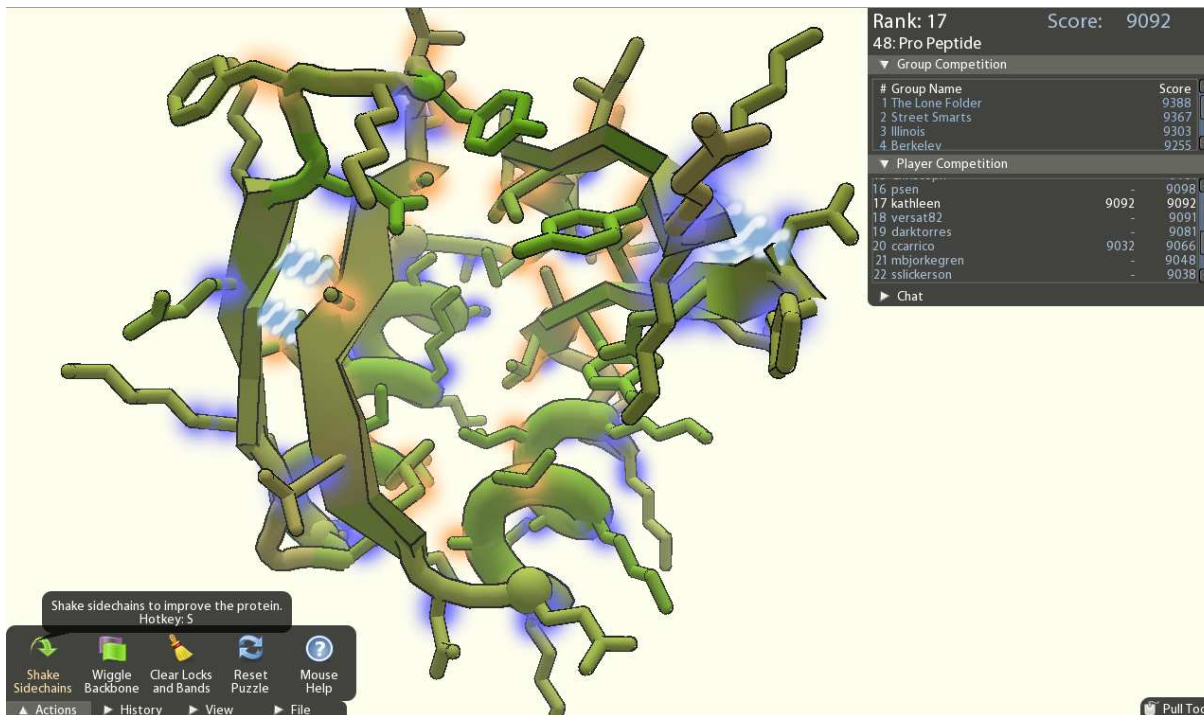 Rank: 17 Score: 9092
48: Pro Peptide
▼ Group Competition
# Group Name Score
1 The Lone Folder 9388
2 Street Smarts 9367
3 Illinois 9303
4 Berkeley 9255
▼ Player Competition
16 psen - 9098
17 kathleen 9092 9092
18 versat82 - 9091
19 darktorres - 9081
20 ccarrico 9032 9066
21 mbjorkegren - 9048
22 sslickerson - 9038
▶ Chat
Shake sidechains to improve the protein.
Hotkey: S
Shake Sidechains
Wiggle Backbone
Clear Locks and Bands
Reset Puzzle
Mouse Help
▲ Actions ▶ History ▶ View ▶ File
Pull